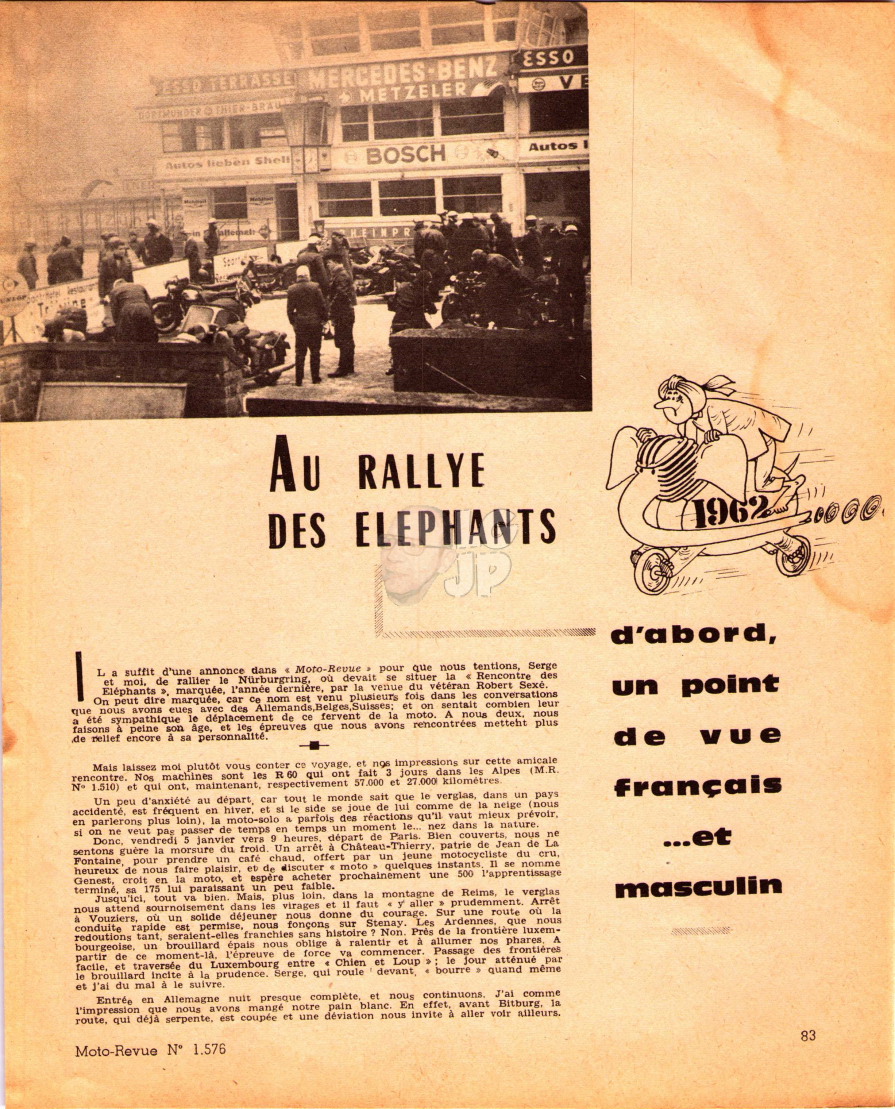 ESSO TERRASSE
MERCEDES-BENZ
METZELER
ESSO
VE
DORTMUNDER THIER-BRÄU
Autos lieben Shell
BOSCH
Autos l
HEINPR
AU RALLYE
DES ELEPHANTS
1962
JP
d'abord,
un point
de vue
français
...et
masculin
IL a suffit d'une annonce dans « Moto-Revue » pour que nous tentions, Serge
et moi, de rallier le Nürburgring, où devait se situer la « Rencontre des
Eléphants », marquée, l'année dernière, par la venue du vétéran Robert Sexé.
On peut dire marquée, car ce nom est venu plusieurs fois dans les conversations
que nous avons eues avec des Allemands,Belges,Suisses; et on sentait combien leur
a été sympathique le déplacement de ce fervent de la moto. A nous deux, nous
faisons à peine son âge, et les épreuves que nous avons rencontrées mettent plus
de relief encore à sa personnalité.
Mais laissez moi plutôt vous conter ce voyage, et nos impressions sur cette amicale
rencontre. Nos machines sont les R 60 qui ont fait 3 jours dans les Alpes (M.R.
N° 1.510) et qui ont, maintenant, respectivement 57.000 et 27.000 kilomètres.
Un peu d'anxiété au départ, car tout le monde sait que le verglas, dans un pays
accidenté, est fréquent en hiver, et si le side se joue de lui comme de la neige (nous
en parlerons plus loin), la moto-solo a parfois des réactions qu'il vaut mieux prévoir,
si on ne veut pas passer de temps en temps un moment le... nez dans la nature.
Donc, vendredi 5 janvier vers 9 heures, départ de Paris. Bien couverts, nous ne
sentons guère la morsure du froid. Un arrêt à Château-Thierry, patrie de Jean de La
Fontaine, pour prendre un café chaud, offert par un jeune motocycliste du cru,
heureux de nous faire plaisir, et de discuter « moto » quelques instants. Il se nomme
Genest, croit en la moto, et espère acheter prochainement une 500 l'apprentissage
terminé, sa 175 lui paraissant un peu faible.
Jusqu'ici, tout va bien. Mais, plus loin, dans la montagne de Reims, le verglas
nous attend sournoisement dans les virages et il faut « y aller » prudemment. Arrêt
à Vouziers, où un solide déjeuner nous donne du courage. Sur une route où la
conduite rapide est permise, nous fonçons sur Stenay. Les Ardennes, que nous
redoutions tant, seraient-elles franchies sans histoire ? Non. Près de la frontière luxem-
bourgeoise, un brouillard épais nous oblige à ralentir et à allumer nos phares. A
partir de ce moment-là, l'épreuve de force va commencer. Passage des frontières
facile, et traversée du Luxembourg entre « Chien et Loup » ; le jour atténué par
le brouillard incite à la prudence. Serge, qui roule devant, « bourre » quand même
et j'ai du mal à le suivre.
Entrée en Allemagne nuit presque complète, et nous continuons. J'ai comme
l'impression que nous avons mangé notre pain blanc. En effet, avant Bitburg, la
route, qui déjà serpente, est coupée et une déviation nous invite à aller voir ailleurs.
Moto-Revue N° 1.576
83